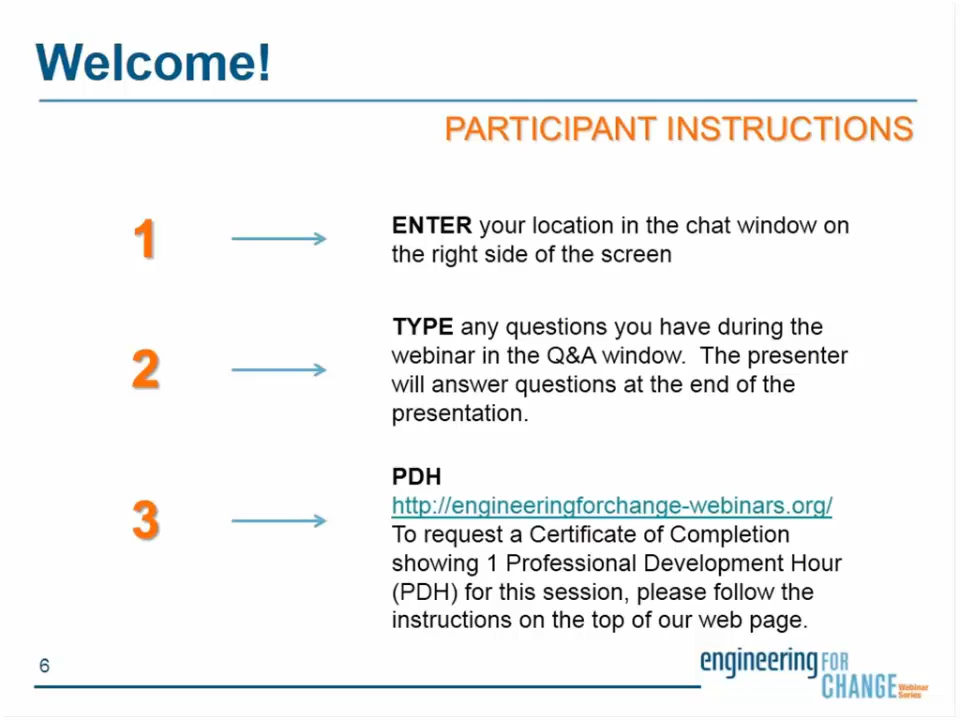 Welcome!
PARTICIPANT INSTRUCTIONS
1
ENTER your location in the chat window on
the right side of the screen
2
TYPE any questions you have during the
webinar in the Q&A window.  The presenter
will answer questions at the end of the
presentation.
3
PDH
http://engineeringforchange-webinars.org/
To request a Certificate of Completion
showing 1 Professional Development Hour
(PDH) for this session, please follow the
instructions on the top of our web page.
6
engineering FOR
CHANGE Webinar
Series